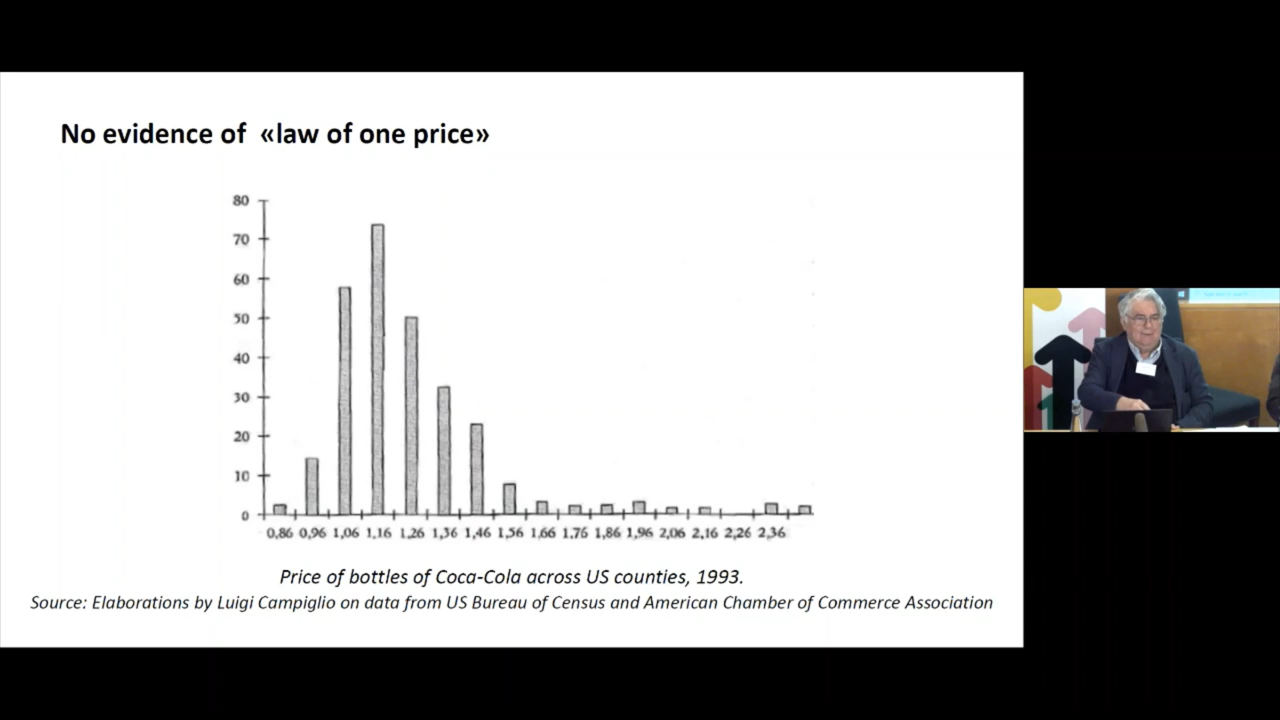 No evidence of «law of one price»
80
70
60
50
40
30
20
10
0
0,86 0,96 1,06 1,16 1,26 1,36 1,46 1,56 1,66 1,76 1,86 1,96 2,06 2,16 2,26 2,36
Price of bottles of Coca-Cola across US counties, 1993.
Source: Elaborations by Luigi Campiglio on data from US Bureau of Census and American Chamber of Commerce Association